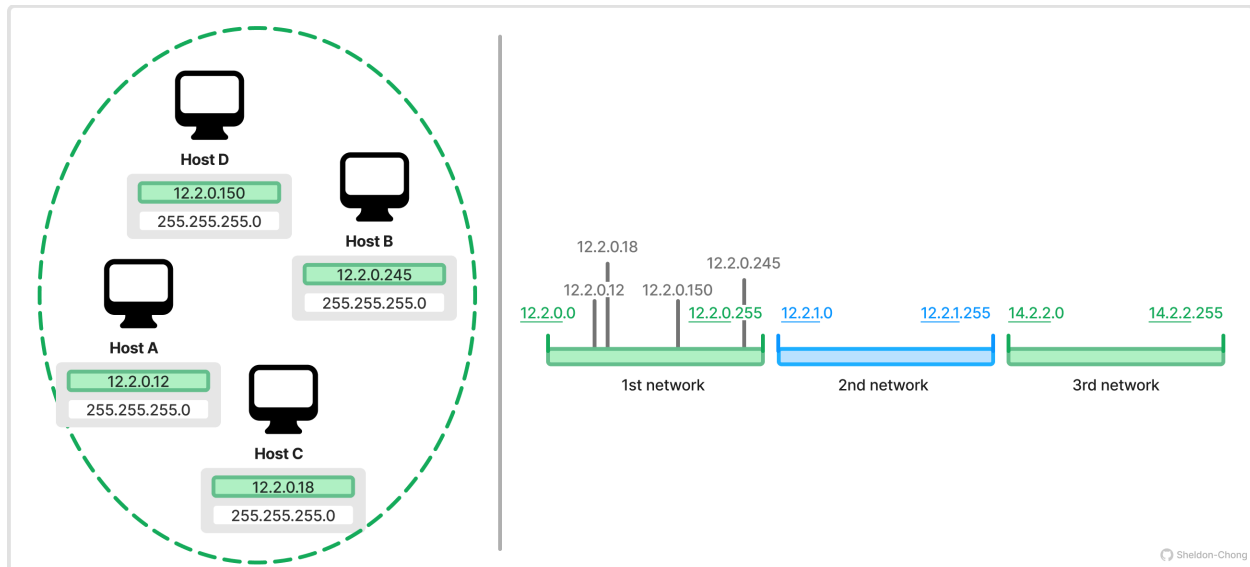 Host D
12.2.0.150
255.255.255.0
Host B
12.2.0.245
255.255.255.0
Host A
12.2.0.12
255.255.255.0
Host C
12.2.0.18
255.255.255.0
12.2.0.18
12.2.0.245
12.2.0.12
12.2.0.150
12.2.0.0
12.2.0.255
12.2.1.0
12.2.1.255
14.2.2.0
14.2.2.255
1st network
2nd network
3rd network
Sheldon-Chong